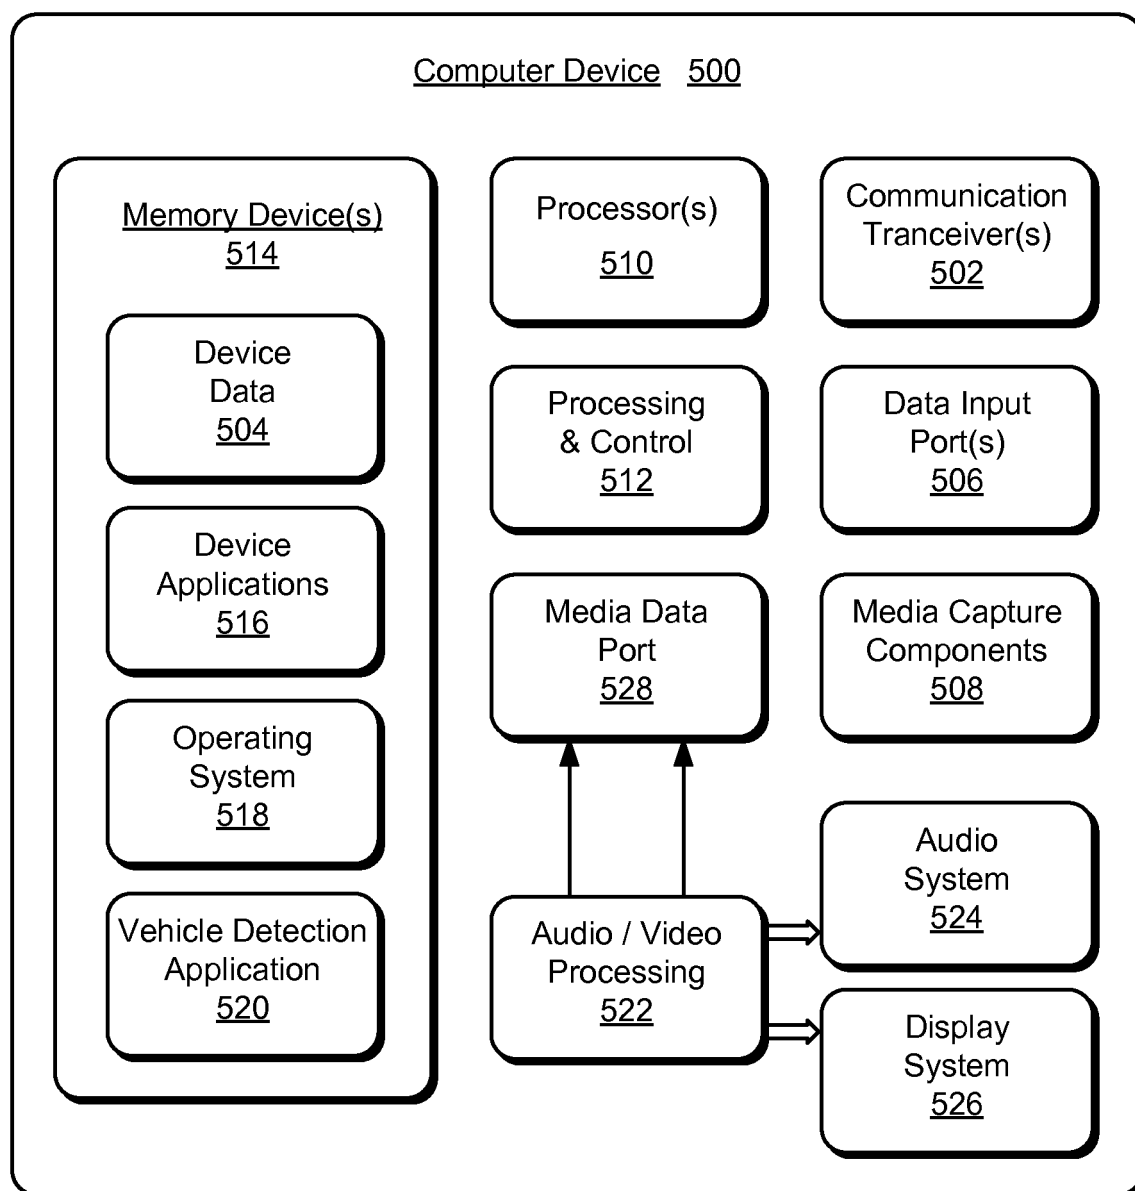 Computer Device 500
Memory Device(s)
514
Device
Data
504
Device
Applications
516
Operating
System
518
Vehicle Detection
Application
520
Processor(s)
510
Communication
Tranceiver(s)
502
Processing
& Control
512
Data Input
Port(s)
506
Media Data
Port
528
Media Capture
Components
508
Audio / Video
Processing
522
Audio
System
524
Display
System
526